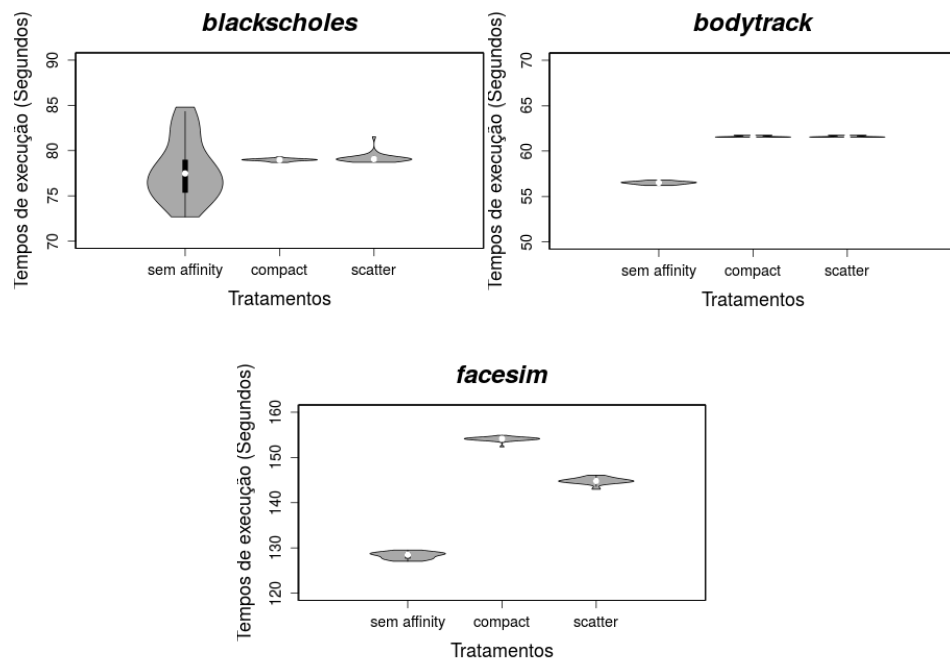 blackscholes
Tempos de execução (Segundos)
90
85
80
75
70
sem affinity
compact
scatter
Tratamentos
bodytrack
Tempos de execução (Segundos)
70
65
60
55
50
sem affinity
compact
scatter
Tratamentos
facesim
Tempos de execução (Segundos)
160
150
140
130
120
sem affinity
compact
scatter
Tratamentos